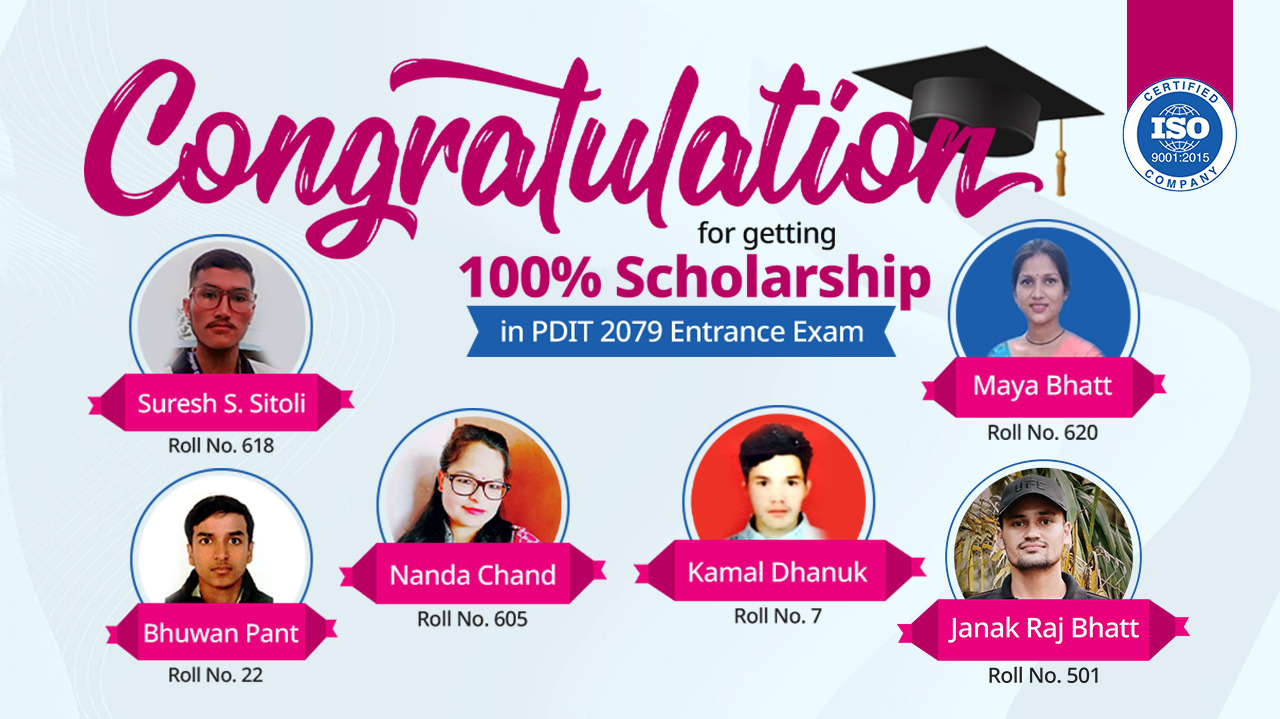 Congratulation
for getting
100% Scholarship
in PDIT 2079 Entrance Exam
CERTIFIED
ISO
9001:2015
COMPANY
Suresh S. Sitoli
Roll No. 618
Maya Bhatt
Roll No. 620
Bhuwan Pant
Roll No. 22
Nanda Chand
Roll No. 605
Kamal Dhanuk
Roll No. 7
UFC
Janak Raj Bhatt
Roll No. 501